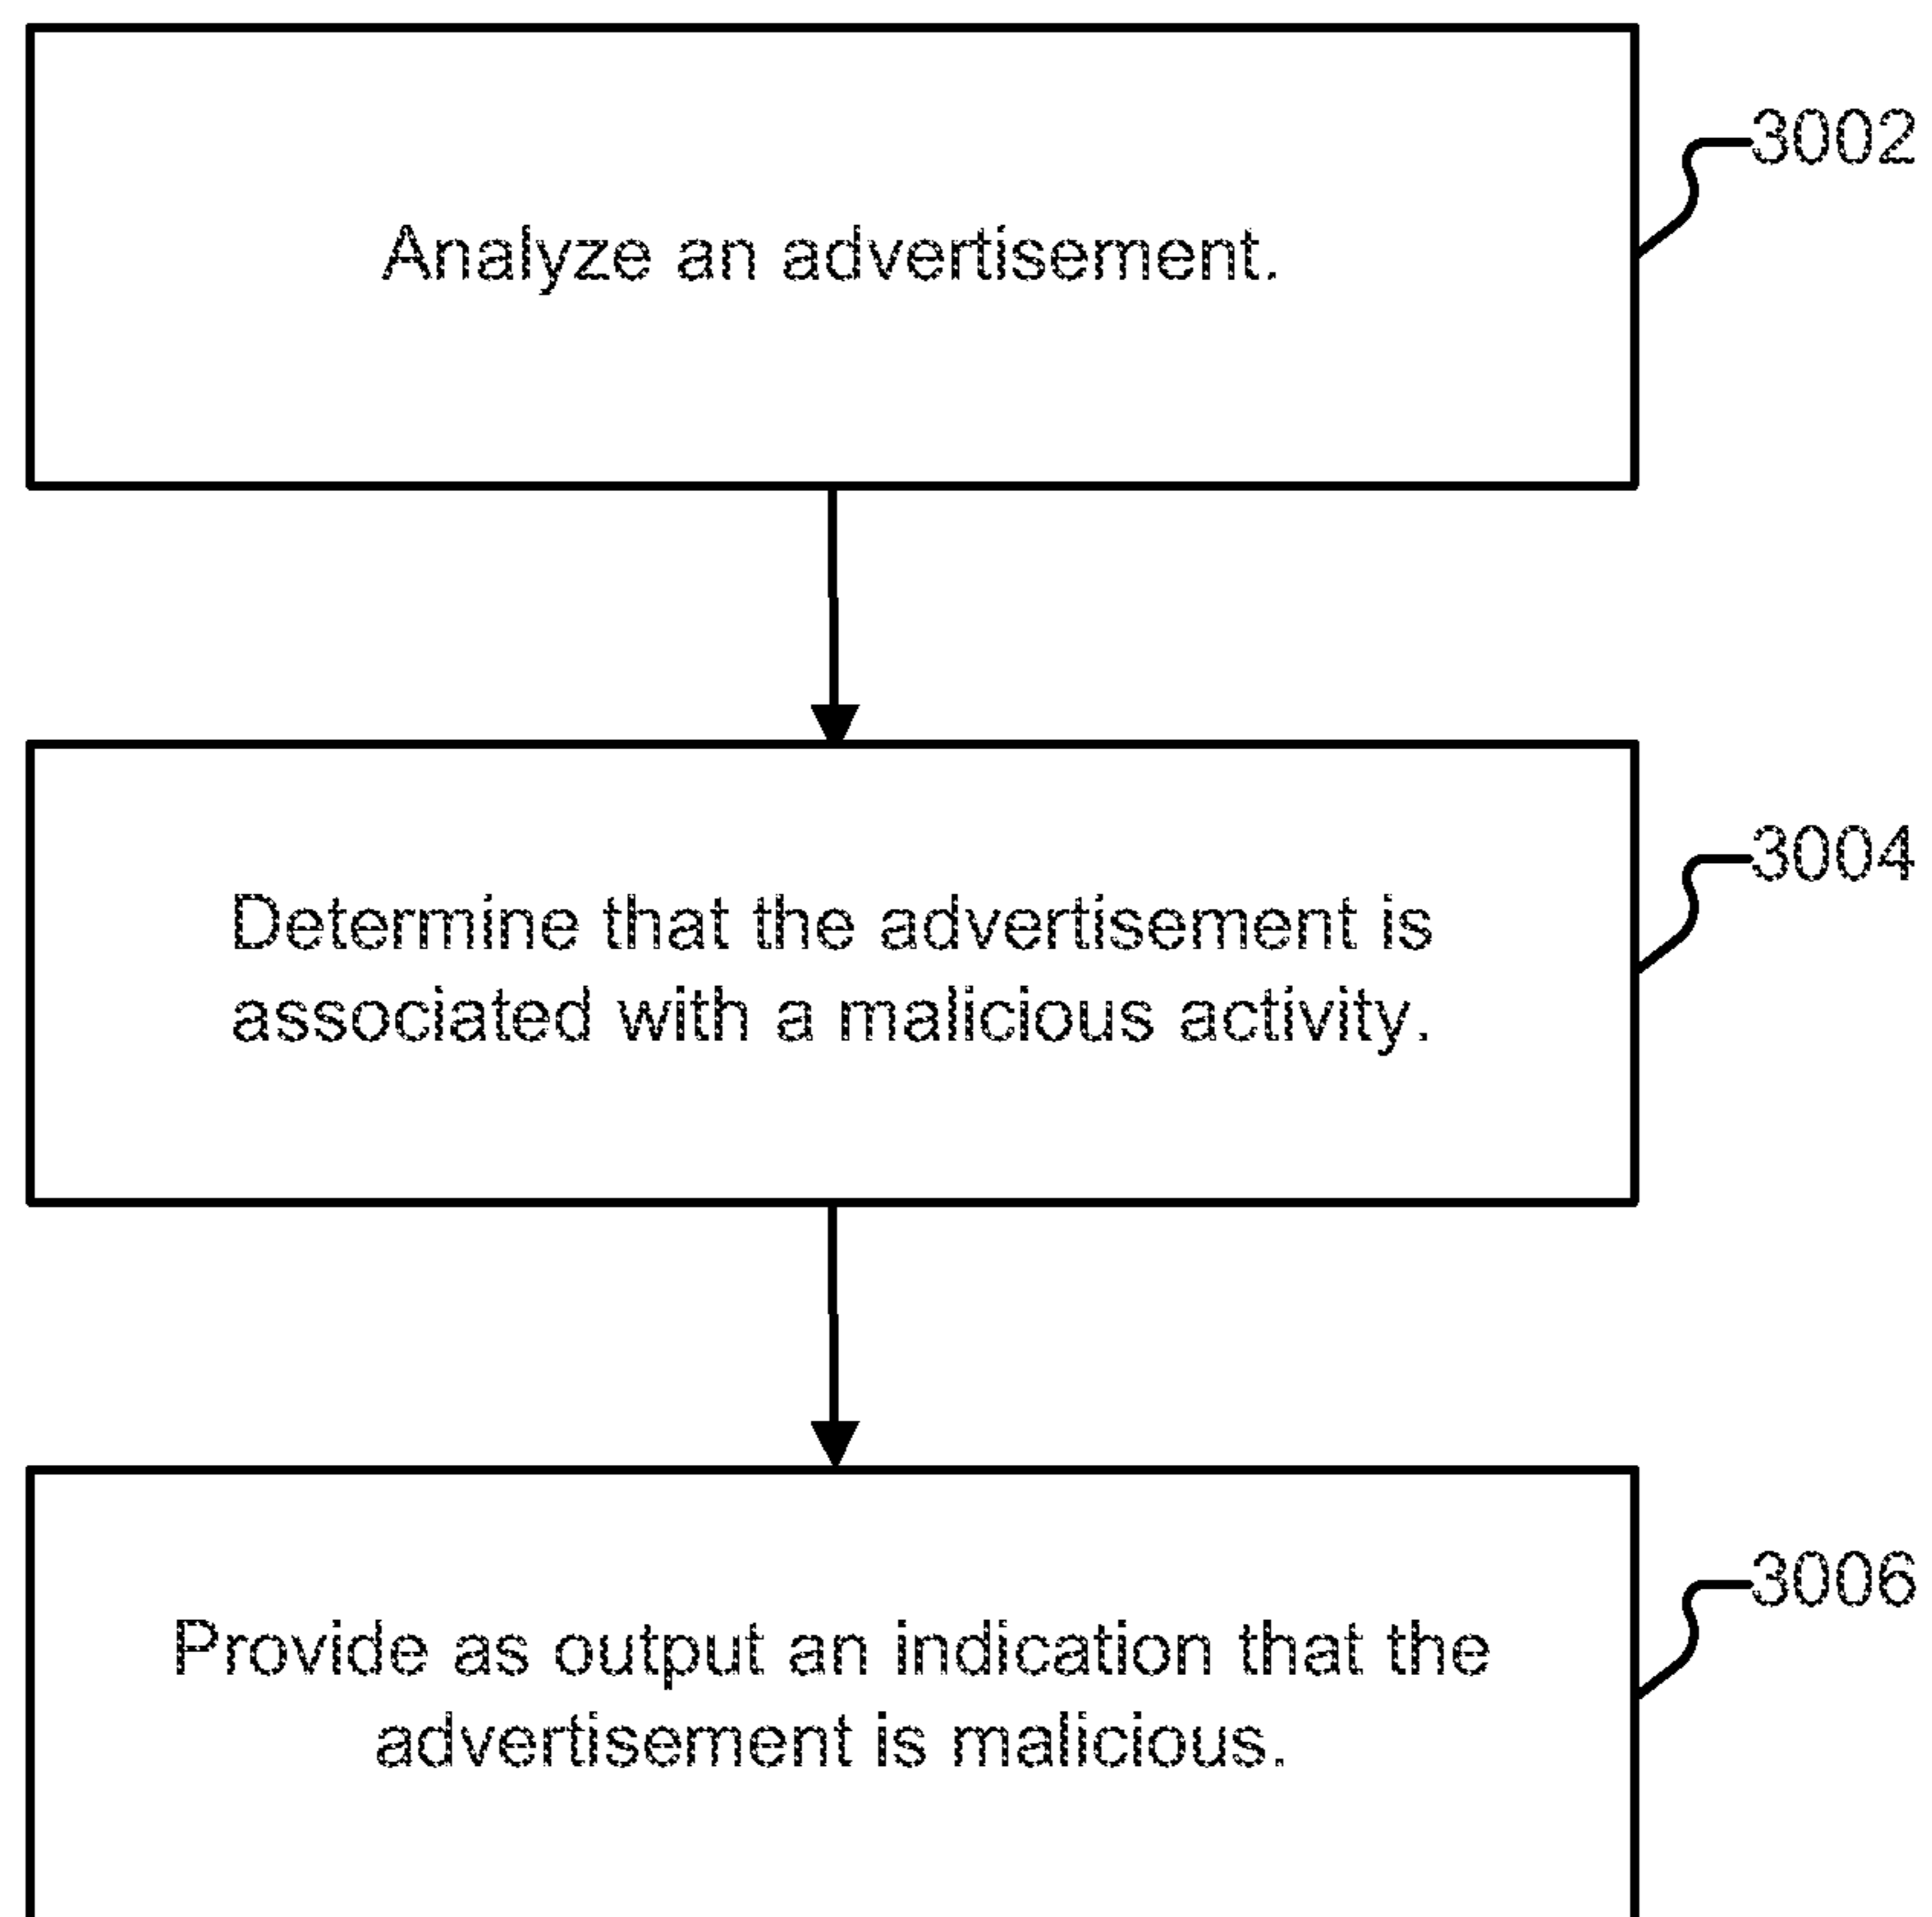 3002
Analyze an advertisement.
3004
Determine that the advertisement is
associated with a malicious activity.
3006
Provide as output an indication that the
advertisement is malicious.